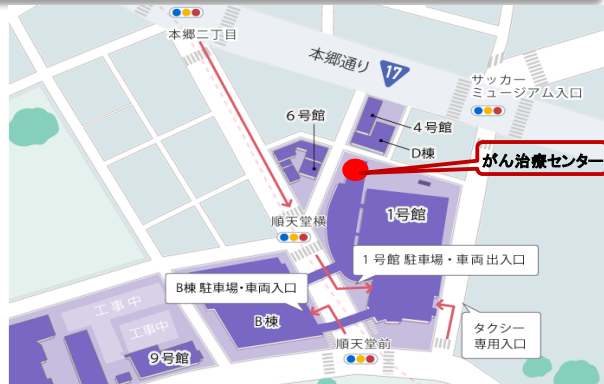 本郷二丁目
本郷通り
17
サッカー
ミュージアム入口
6号館
4号館
D棟
がん治療センター
1号館
順天堂横
1号館 駐車場・車両出入口
B棟 駐車場・車両入口
工事中
工事中
B棟
タクシー
専用入口
順天堂前
9号館